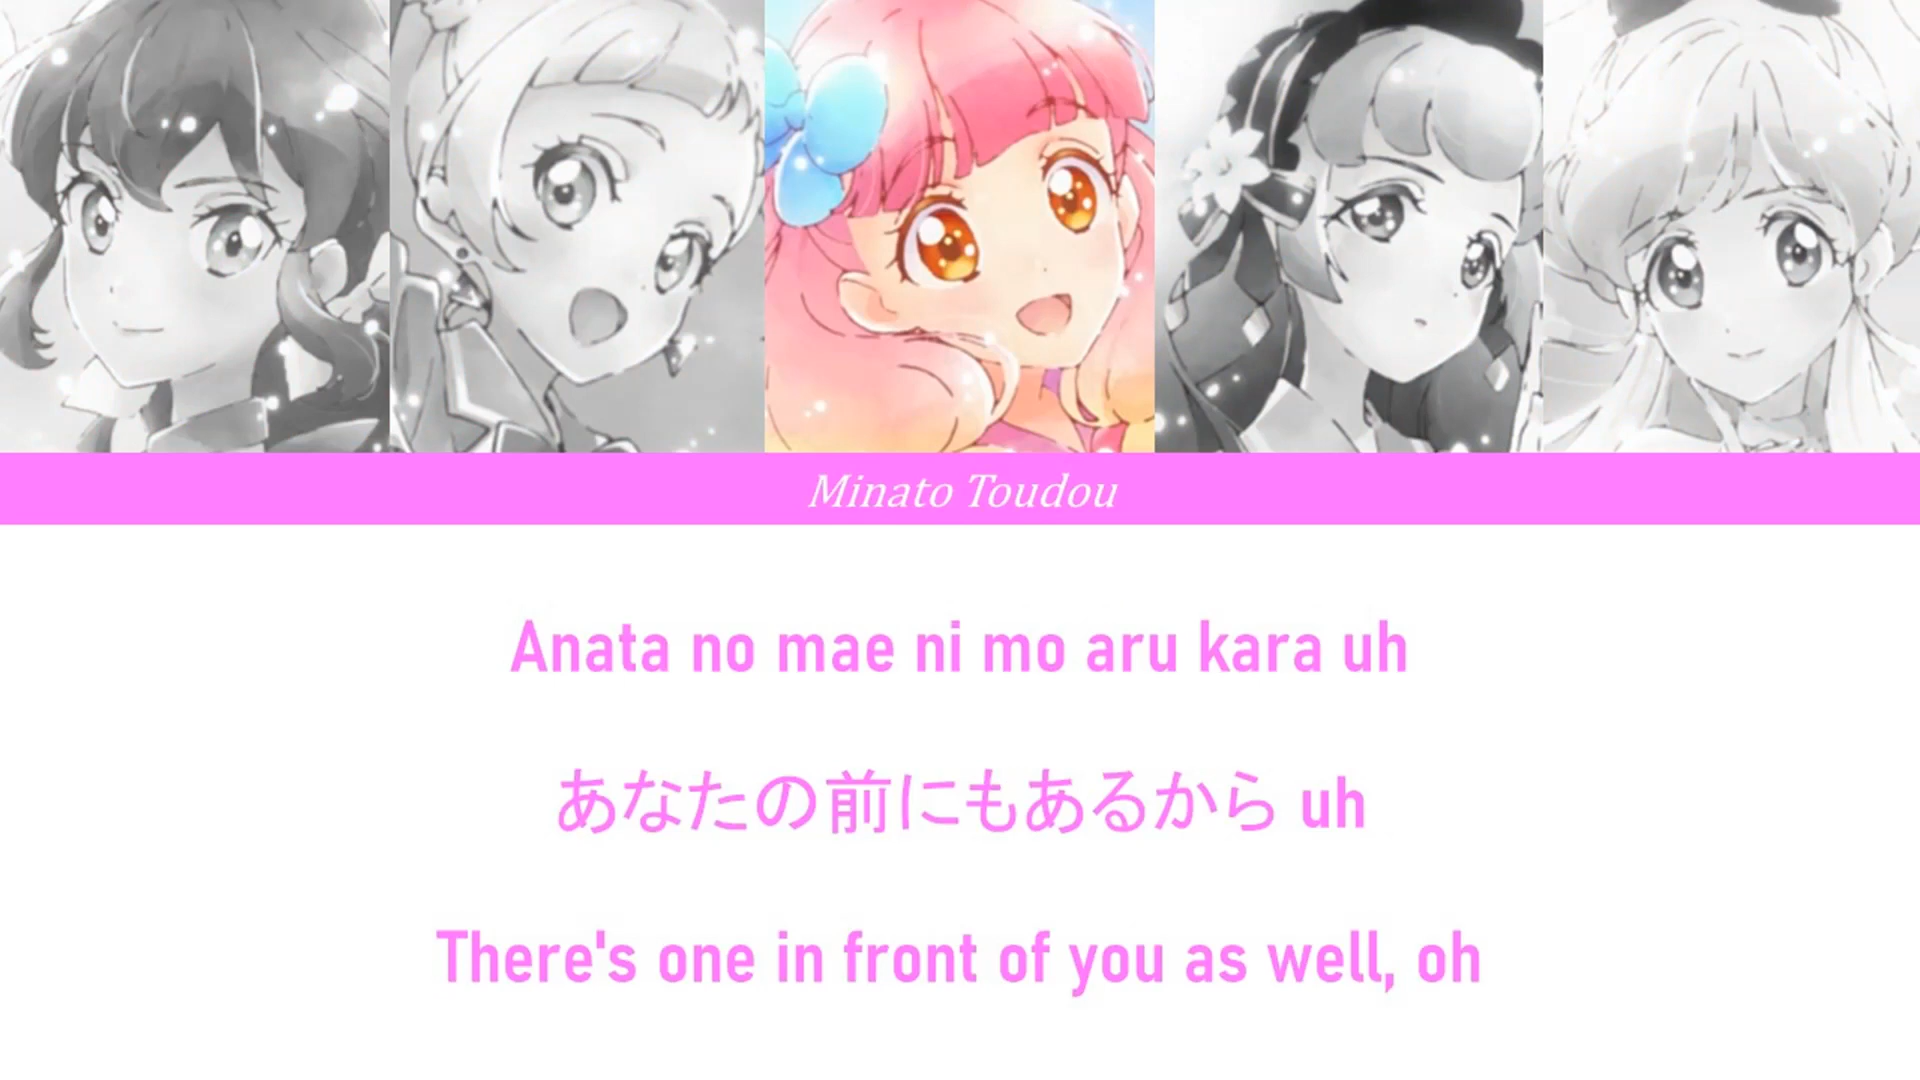 Minato Toudou
Anata no mae ni mo aru kara uh
あなたの前にもあるから uh
There's one in front of you as well, oh